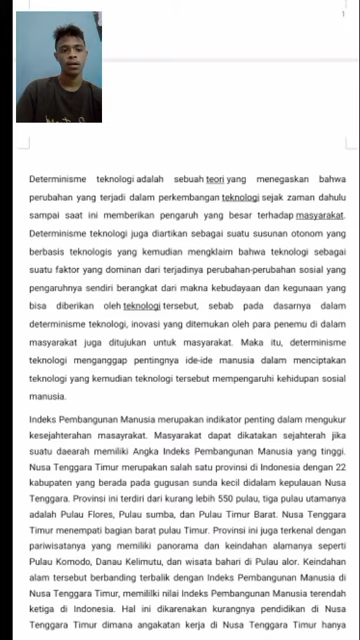 1
Determinisme teknologi adalah sebuah teori yang menegaskan bahwa
perubahan yang terjadi dalam perkembangan teknologi sejak zaman dahulu
sampai saat ini memberikan pengaruh yang besar terhadap masyarakat.
Determinisme teknologi juga diartikan sebagai suatu susunan otonom yang
berbasis teknologis yang kemudian mengklaim bahwa teknologi sebagai
suatu faktor yang dominan dari terjadinya perubahan-perubahan sosial yang
pengaruhnya sendiri berangkat dari makna kebudayaan dan kegunaan yang
bisa diberikan oleh teknologi tersebut, sebab pada dasarnya dalam
determinisme teknologi, inovasi yang ditemukan oleh para penemu di dalam
masyarakat juga ditujukan untuk masyarakat. Maka itu, determinisme
teknologi menganggap pentingnya ide-ide manusia dalam menciptakan
teknologi yang kemudian teknologi tersebut mempengaruhi kehidupan sosial
manusia.
Indeks Pembangunan Manusia merupakan indikator penting dalam mengukur
kesejahteraan masayrakat. Masyarakat dapat dikatakan sejahterah jika
suatu daearah memiliki Angka Indeks Pembangunan Manusia yang tinggi.
Nusa Tenggara Timur merupakan salah satu provinsi di Indonesia dengan 22
kabupaten yang berada pada gugusan sunda kecil didalam kepulauan Nusa
Tenggara. Provinsi ini terdiri dari kurang lebih 550 pulau, tiga pulau utamanya
adalah Pulau Flores, Pulau sumba, dan Pulau Timur Barat. Nusa Tenggara
Timur menempati bagian barat pulau Timur. Provinsi ini juga terkenal dengan
pariwisatanya yang memiliki panorama dan keindahan alamanya seperti
Pulau Komodo, Danau Kelimutu, dan wisata bahari di Pulau alor. Keindahan
alam tersebut berbanding terbalik dengan Indeks Pembangunan Manusia di
Nusa Tenggara Timur, memililki nilai Indeks Pembangunan Manusia terendah
ketiga di Indonesia. Hal ini dikarenakan kurangnya pendidikan di Nusa
Tenggara Timur dimana angakatan kerja di Nusa Tenggara Timur hanya